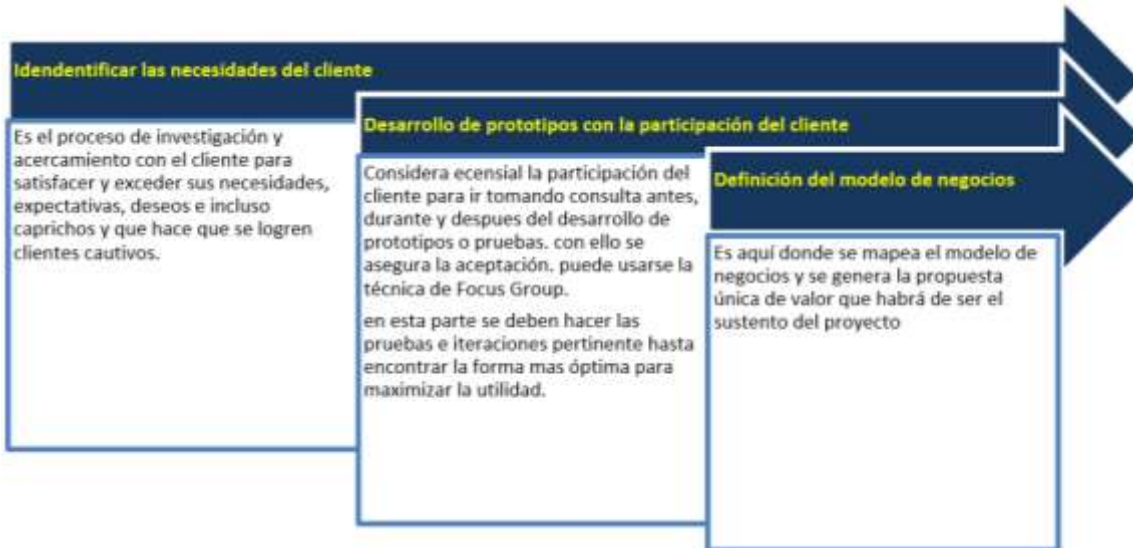 Idendentificar las necesidades del cliente
Es el proceso de investigación y
acercamiento con el cliente para
satisfacer y exceder sus necesidades,
expectativas, deseos e incluso
caprichos y que hace que se logren
clientes cautivos.
Desarrollo de prototipos con la participación del cliente
Considera ecensial la participación del
cliente para ir tomando consulta antes,
durante y despues del desarrollo de
prototipos o pruebas. con ello se
asegura la aceptación. puede usarse la
técnica de Focus Group.
en esta parte se deben hacer las
pruebas e iteraciones pertinente hasta
encontrar la forma mas óptima para
maximizar la utilidad.
Definición del modelo de negocios
Es aquí donde se mapea el modelo de
negocios y se genera la propuesta
única de valor que habrá de ser el
sustento del proyecto